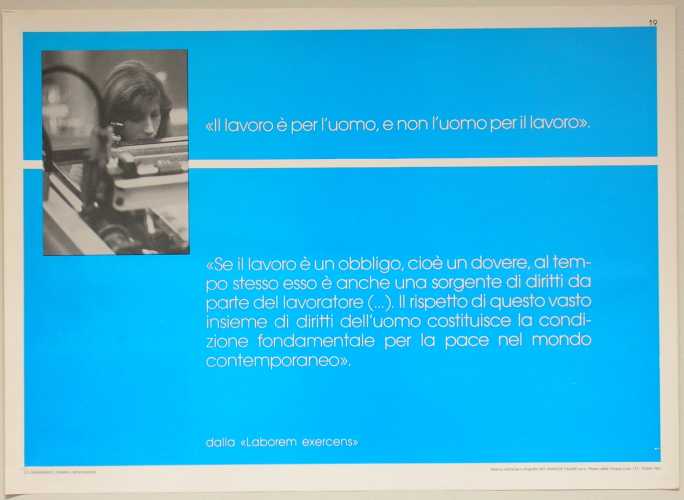 19
«Il lavoro è per l'uomo, e non l'uomo per il lavoro».
«Se il lavoro è un obbligo, cioè un dovere, al tem-
po stesso esso è anche una sorgente di diritti da
parte del lavoratore (...). Il rispetto di questo vasto
insieme di diritti dell'uomo costituisce la condi-
zione fondamentale per la pace nel mondo
contemporaneo».
dalla «Laborem exercens»